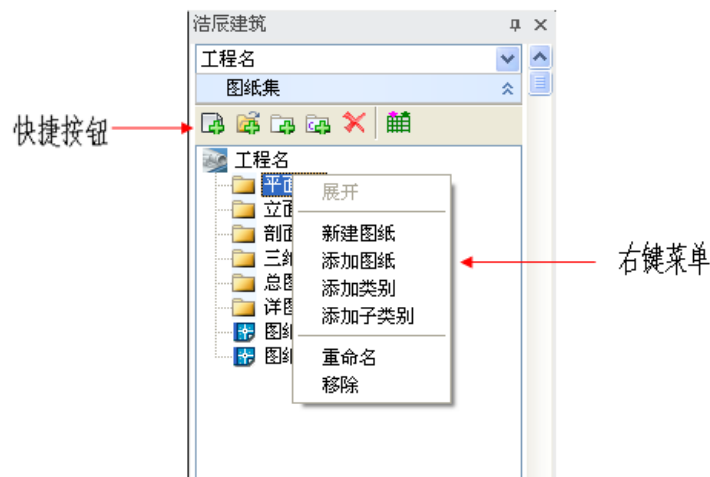 浩辰建筑
工程名
图纸集
快捷按钮
工程名
平面
立面
剖面
三维
总图
详图
图纸
图纸
展开
新建图纸
添加图纸
添加类别
添加子类别
重命名
移除
右键菜单